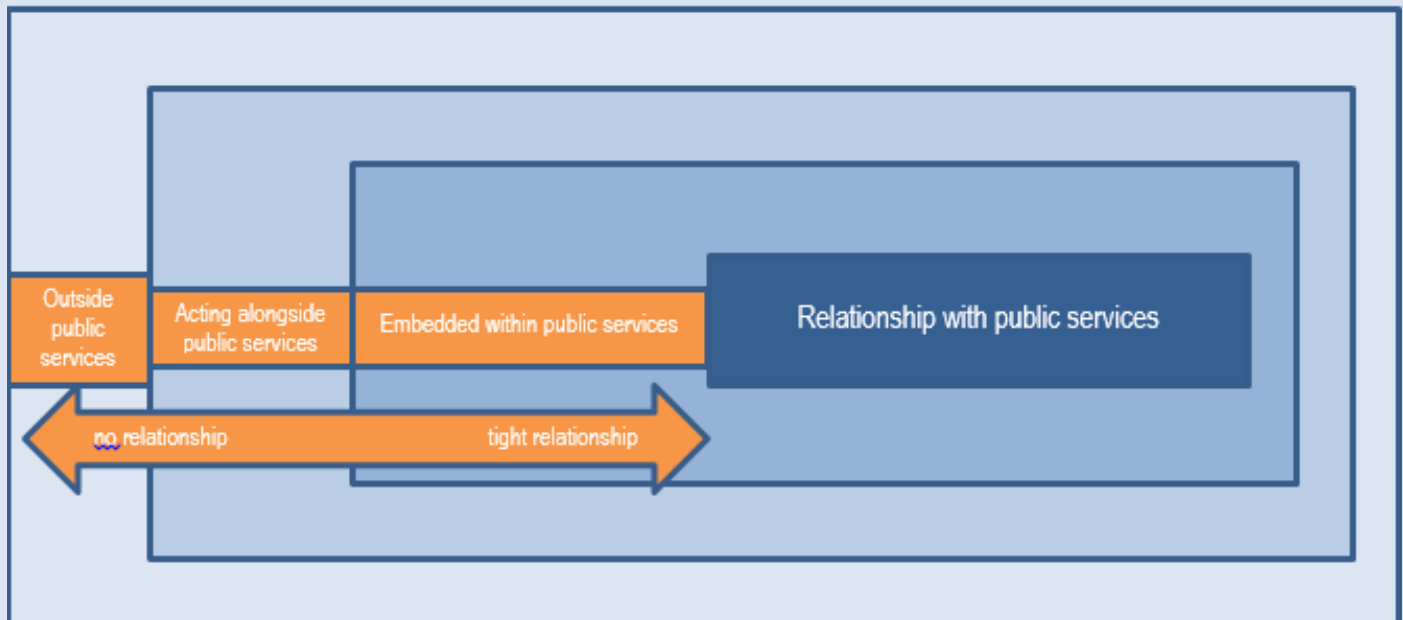 Outside
public
services
Acting alongside
public services
Embedded within public services
Relationship with public services
no relationship
tight relationship